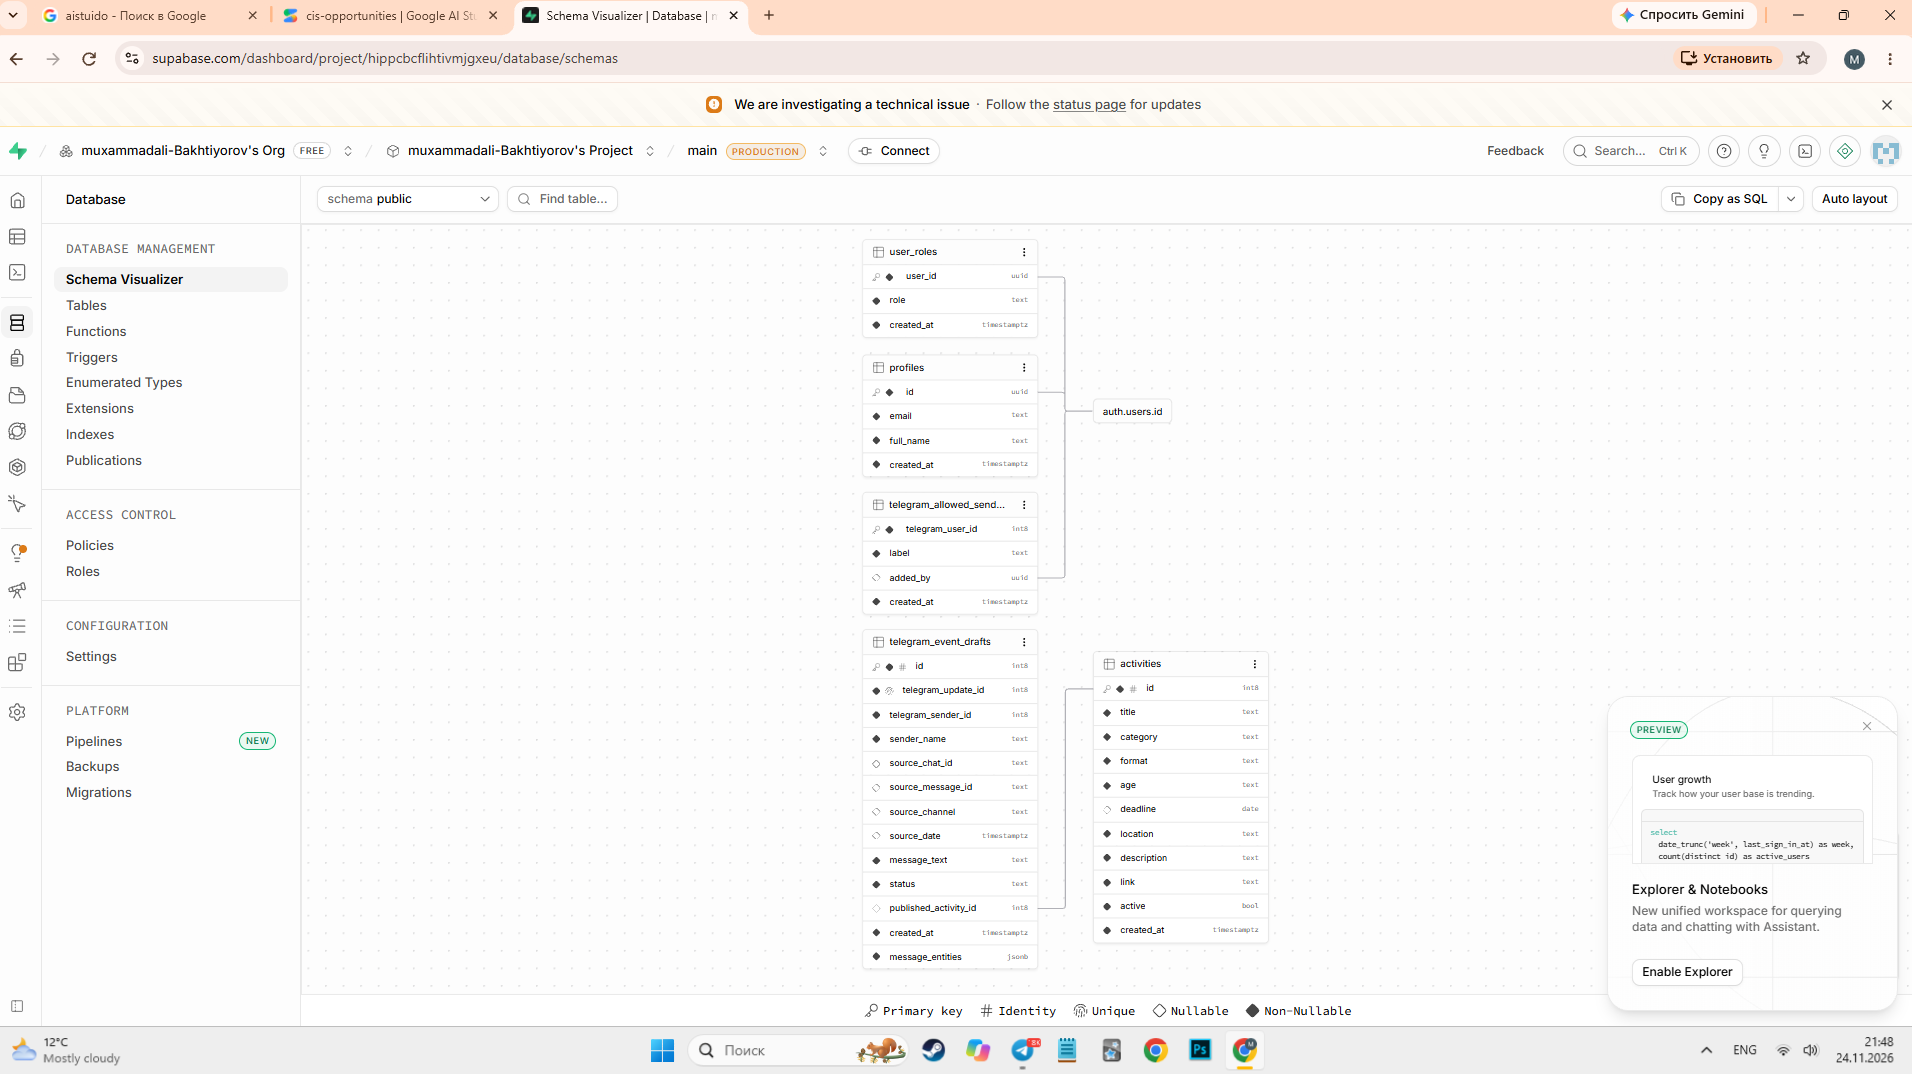 aistuido - Поиск в Google
cis-opportunities | Google AI St
Schema Visualizer | Database |
Спросить Gemini
supabase.com/dashboard/project/hippcbcflihtivmjgxeu/database/schemas
Установить
M
We are investigating a technical issue · Follow the status page for updates
muxammadali-Bakhtiyorov's Org FREE
muxammadali-Bakhtiyorov's Project
main PRODUCTION
Connect
Feedback
Search... Ctrl K
Database
schema public
Find table...
Copy as SQL
Auto layout
DATABASE MANAGEMENT
Schema Visualizer
Tables
Functions
Triggers
Enumerated Types
Extensions
Indexes
Publications
ACCESS CONTROL
Policies
Roles
CONFIGURATION
Settings
PLATFORM
Pipelines NEW
Backups
Migrations
user_roles
user_id uuid
role text
created_at timestamptz
profiles
id uuid
email text
full_name text
created_at timestamptz
auth.users.id
telegram_allowed_send...
telegram_user_id int8
label text
added_by uuid
created_at timestamptz
telegram_event_drafts
id int8
telegram_update_id int8
telegram_sender_id int8
sender_name text
source_chat_id text
source_message_id text
source_channel text
source_date timestamptz
message_text text
status text
published_activity_id int8
created_at timestamptz
message_entities jsonb
activities
id int8
title text
category text
format text
age text
deadline date
location text
description text
link text
active bool
created_at timestamptz
PREVIEW
User growth
Track how your user base is trending.
select
date_trunc('week', last_sign_in_at) as week,
count(distinct id) as active_users
Explorer & Notebooks
New unified workspace for querying
data and chatting with Assistant.
Enable Explorer
Primary key
Identity
Unique
Nullable
Non-Nullable
12°C
Mostly cloudy
Поиск
Ps
M
ENG
21:48
24.11.2026